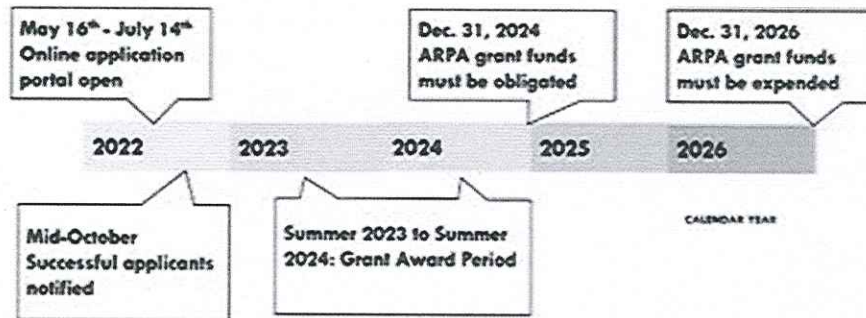 May 16th - July 14th
Online application
portal open
Dec. 31, 2024
ARPA grant funds
must be obligated
Dec. 31, 2026
ARPA grant funds
must be expended
2022
2023
2024
2025
2026
Mid-October
Successful applicants
notified
Summer 2023 to Summer
2024: Grant Award Period
CALENDAR YEAR